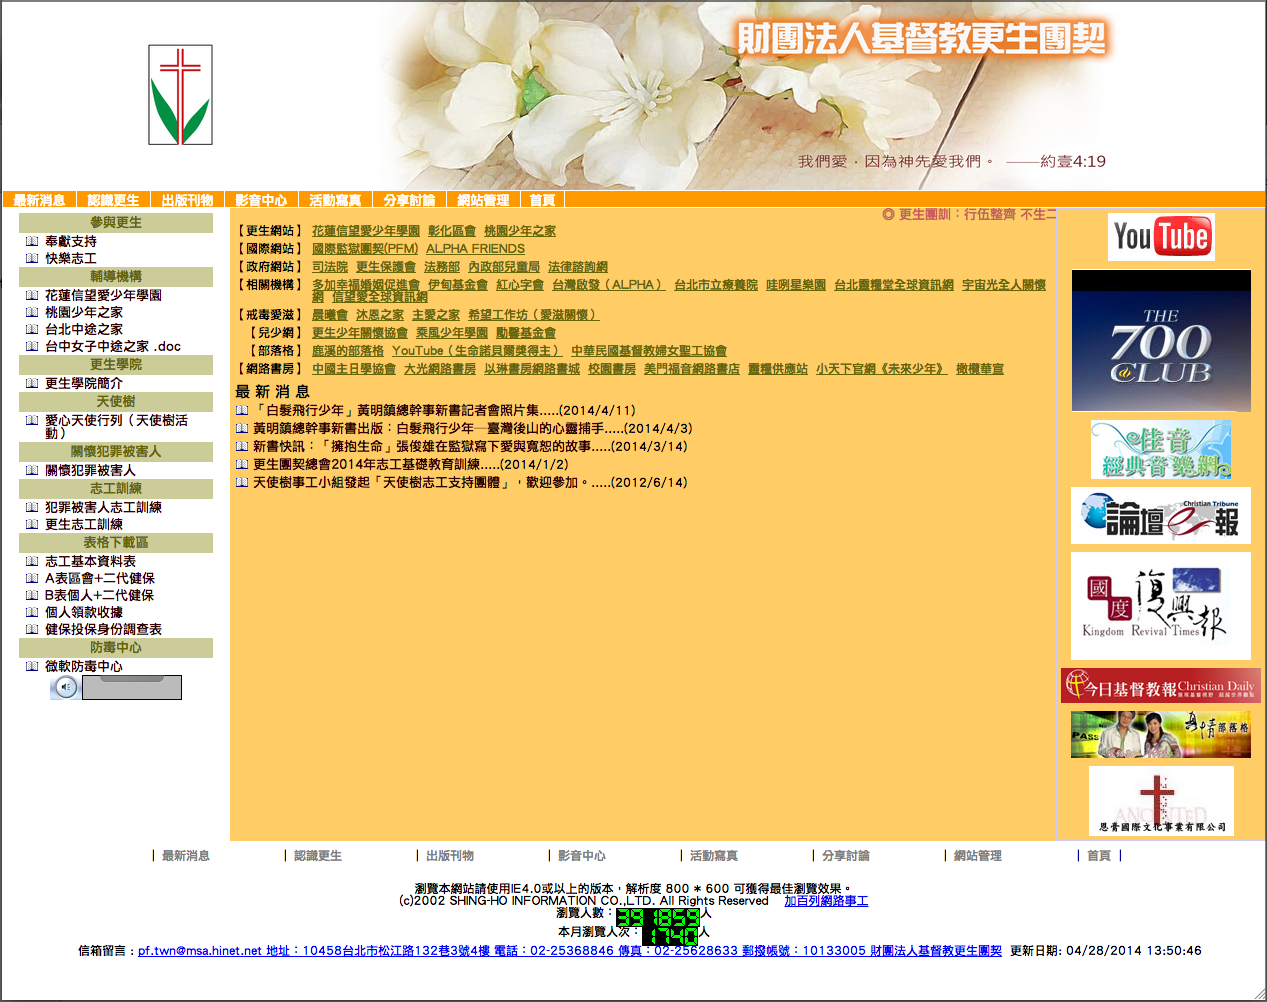 財團法人基督教更生團契
我們愛，因為神先愛我們。 ——約壹4:19
最新消息 認識更生 出版刊物 影音中心 活動寫真 分享討論 網站管理 首頁
參與更生
奉獻支持
快樂志工
輔導機構
花蓮信望愛少年學園
桃園少年之家
台北中途之家
台中女子中途之家 .doc
更生學院
更生學院簡介
天使樹
愛心天使行列（天使樹活
動）
關懷犯罪被害人
關懷犯罪被害人
志工訓練
犯罪被害人志工訓練
更生志工訓練
表格下載區
志工基本資料表
A表區會+二代健保
B表個人+二代健保
個人領款收據
健保投保身份調查表
防毒中心
微軟防毒中心
◎ 更生團訓：行伍整齊 不生二
【 更生網站 】 花蓮信望愛少年學園 彰化區會 桃園少年之家
【 國際網站 】 國際監獄團契(PFM) ALPHA FRIENDS
【 政府網站 】 司法院 更生保護會 法務部 內政部兒童局 法律諮詢網
【 相關機構 】 多加幸福婚姻促進會 伊甸基金會 紅心字會 台灣啟發（ALPHA） 台北市立療養院 哇咧星樂園 台北靈糧堂全球資訊網 宇宙光全人關懷
網 信望愛全球資訊網
【 戒毒愛滋 】 晨曦會 沐恩之家 主愛之家 希望工作坊（愛滋關懷）
【 兒少網 】 更生少年關懷協會 乘風少年學園 勵馨基金會
【 部落格 】 鹿溪的部落格 YouTube（生命諾貝爾獎得主） 中華民國基督教婦女聖工協會
【 網路書房 】 中國主日學協會 大光網路書房 以琳書房網路書城 校園書房 美門福音網路書店 靈糧供應站 小天下官網《未來少年》 橄欖華宣
最 新 消 息
「白髮飛行少年」黃明鎮總幹事新書記者會照片集.....(2014/4/11)
黃明鎮總幹事新書出版：白髮飛行少年─臺灣後山的心靈捕手.....(2014/4/3)
新書快訊：「擁抱生命」張俊雄在監獄寫下愛與寬恕的故事.....(2014/3/14)
更生團契總會2014年志工基礎教育訓練.....(2014/1/2)
天使樹事工小組發起「天使樹志工支持團體」，歡迎參加。.....(2012/6/14)
YouTube
THE
700
CLUB
佳音
經典音樂網
Christian Tribune
論壇e報
國度復興報
Kingdom Revival Times
今日基督教報 Christian Daily
PASS
真情部落格
ANOINTED
恩膏國際文化事業有限公司
| 最新消息 | 認識更生 | 出版刊物 | 影音中心 | 活動寫真 | 分享討論 | 網站管理 | 首頁 |
瀏覽本網站請使用IE4.0或以上的版本，解析度 800 * 600 可獲得最佳瀏覽效果。
(c)2002 SHING-HO INFORMATION CO.,LTD. All Rights Reserved 加百列網路事工
瀏覽人數：391859人
本月瀏覽人次：1740人
信箱留言 : pf.twn@msa.hinet.net 地址：10458台北市松江路132巷3號4樓 電話：02-25368846 傳真：02-25628633 郵撥帳號：10133005 財團法人基督教更生團契 更新日期: 04/28/2014 13:50:46